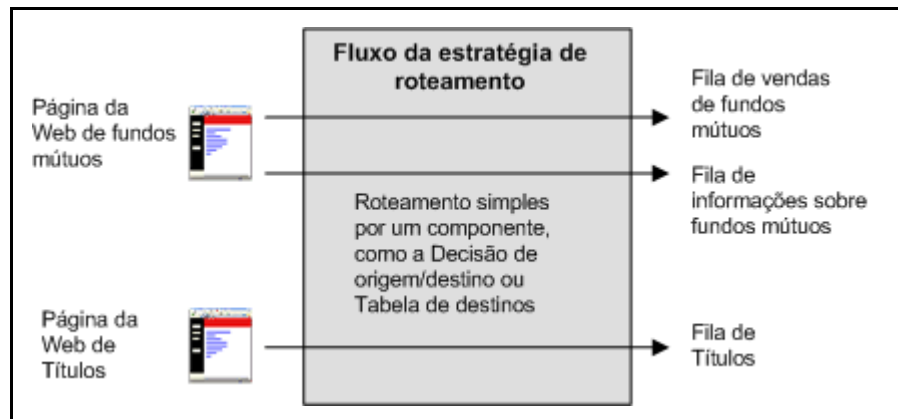 Fluxo da estratégia de
roteamento
Página da
Web de fundos
mútuos
Fila de vendas
de fundos
mútuos
Fila de
informações sobre
fundos mútuos
Roteamento simples
por um componente,
como a Decisão de
origem/destino ou
Tabela de destinos
Página da
Web de
Títulos
Fila de
Títulos